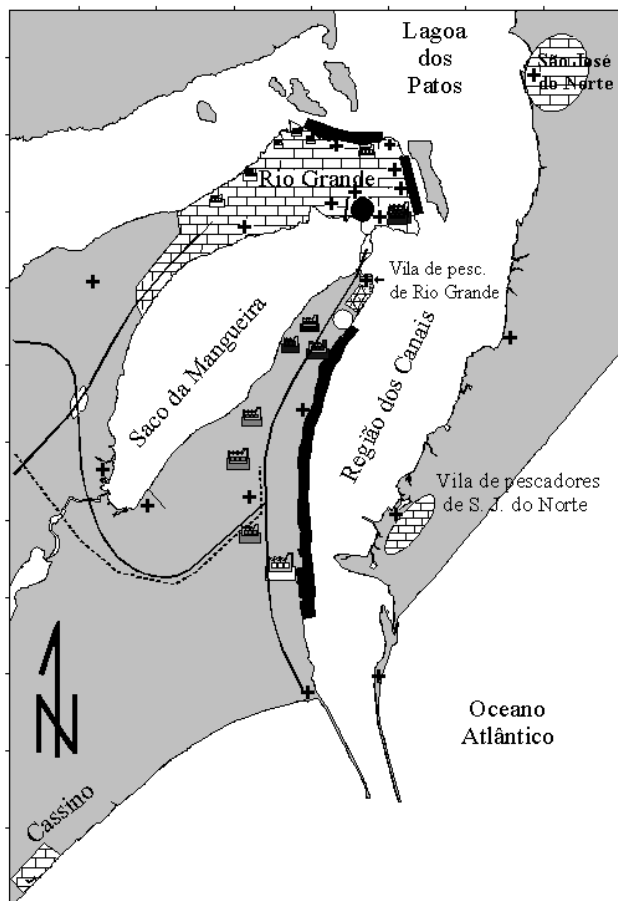 Lagoa
dos
Patos
São José
do Norte
Rio Grande
Vila de pesc.
de Rio Grande
Saco da Mangueira
Região dos Canais
Vila de pescadores
de S. J. do Norte
N
Oceano
Atlântico
Cassino